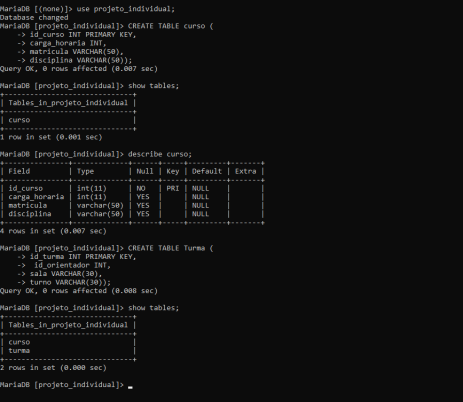 MariaDB [(none)]> use projeto_individual;
Database changed
MariaDB [projeto_individual]> CREATE TABLE curso (
    -> id_curso INT PRIMARY KEY,
    -> carga_horaria INT,
    -> matricula VARCHAR(50),
    -> disciplina VARCHAR(50));
Query OK, 0 rows affected (0.007 sec)

MariaDB [projeto_individual]> show tables;
+------------------------------+
| Tables_in_projeto_individual |
+------------------------------+
| curso                        |
+------------------------------+
1 row in set (0.001 sec)

MariaDB [projeto_individual]> describe curso;
+---------------+-------------+------+-----+---------+-------+
| Field         | Type        | Null | Key | Default | Extra |
+---------------+-------------+------+-----+---------+-------+
| id_curso      | int(11)     | NO   | PRI | NULL    |       |
| carga_horaria | int(11)     | YES  |     | NULL    |       |
| matricula     | varchar(50) | YES  |     | NULL    |       |
| disciplina    | varchar(50) | YES  |     | NULL    |       |
+---------------+-------------+------+-----+---------+-------+
4 rows in set (0.007 sec)

MariaDB [projeto_individual]> CREATE TABLE Turma (
    -> id_turma INT PRIMARY KEY,
    ->  id_orientador INT,
    -> sala VARCHAR(30),
    -> turno VARCHAR(30));
Query OK, 0 rows affected (0.008 sec)

MariaDB [projeto_individual]> show tables;
+------------------------------+
| Tables_in_projeto_individual |
+------------------------------+
| curso                        |
| turma                        |
+------------------------------+
2 rows in set (0.000 sec)

MariaDB [projeto_individual]> _